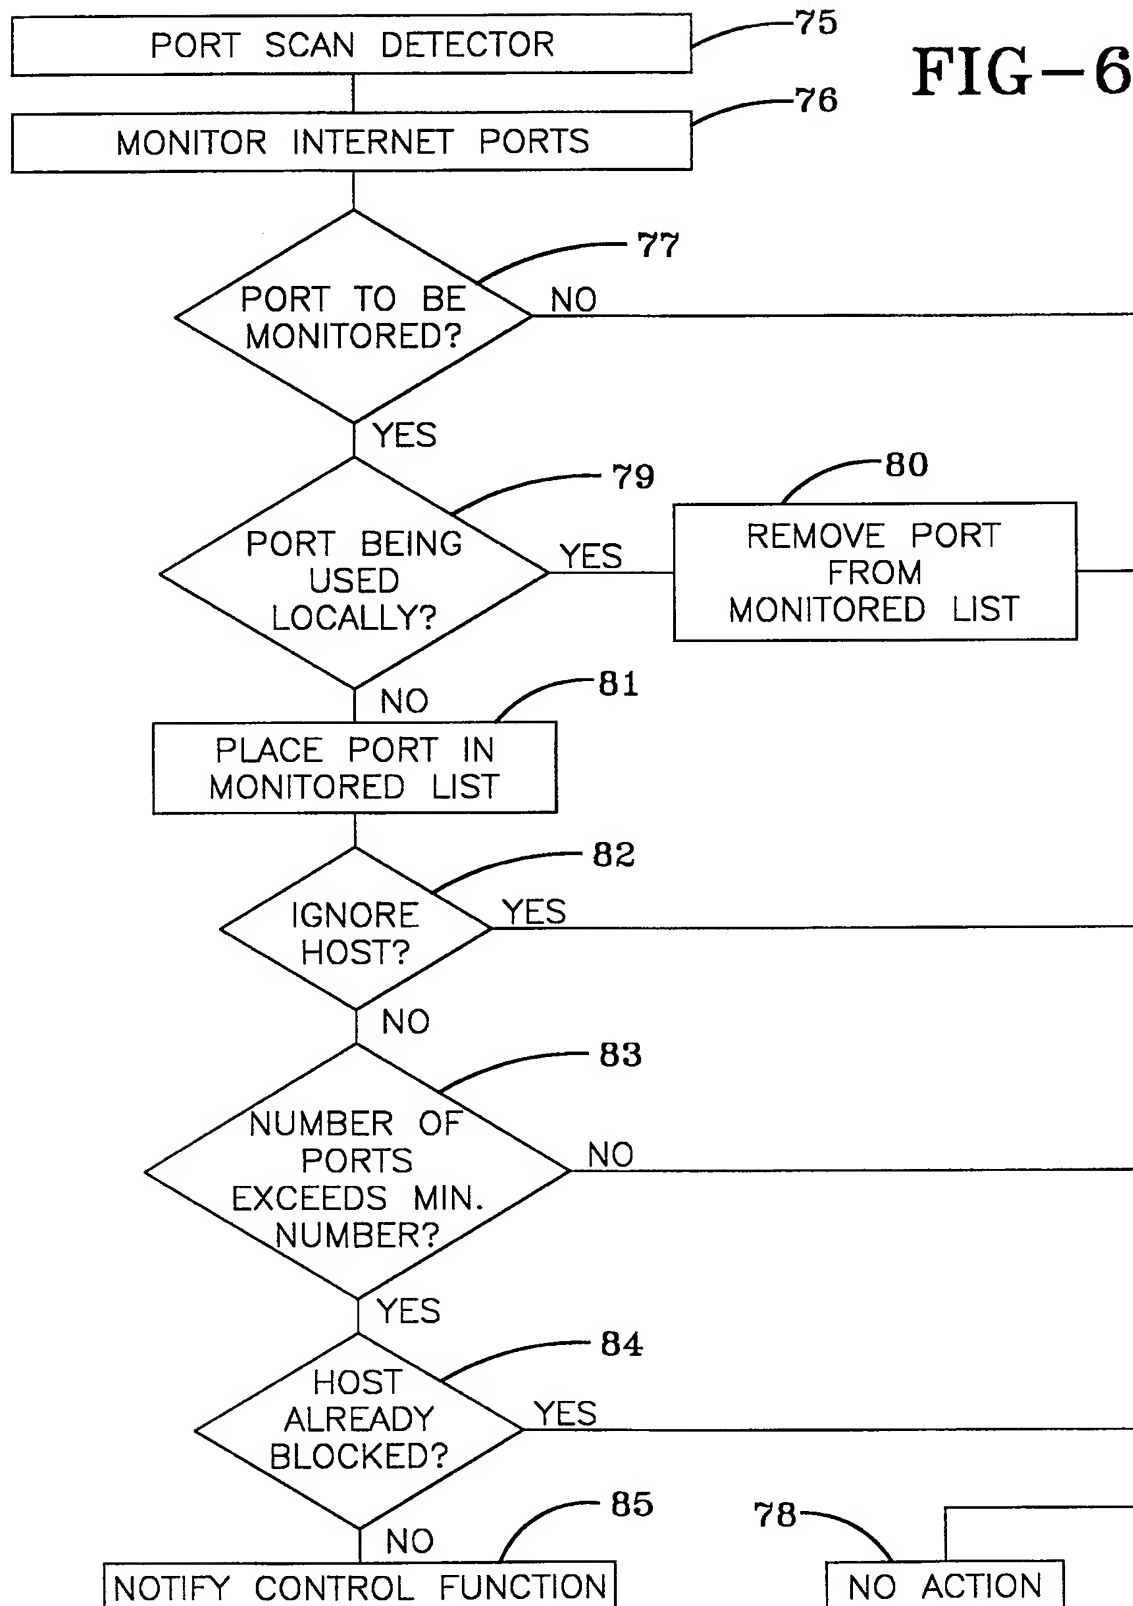 PORT SCAN DETECTOR
75
FIG-6
MONITOR INTERNET PORTS
76
77
PORT TO BE
MONITORED?
NO
YES
79
80
PORT BEING
USED
LOCALLY?
YES
REMOVE PORT
FROM
MONITORED LIST
NO
81
PLACE PORT IN
MONITORED LIST
82
IGNORE
HOST?
YES
NO
83
NUMBER OF
PORTS
EXCEEDS MIN.
NUMBER?
NO
YES
84
HOST
ALREADY
BLOCKED?
YES
NO
85
78
NOTIFY CONTROL FUNCTION
NO ACTION